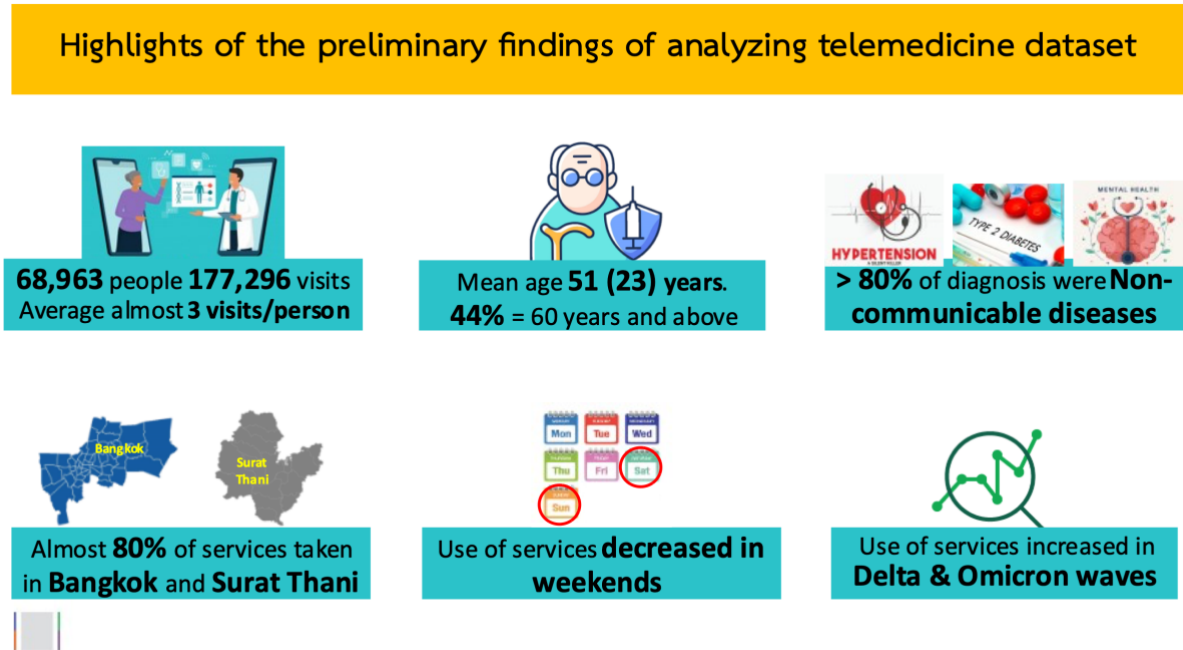 Highlights of the preliminary findings of analyzing telemedicine dataset
68,963 people 177,296 visits
Average almost 3 visits/person
Mean age 51 (23) years.
44% = 60 years and above
HYPERTENSION
TYPE 2 DIABETES
MENTAL HEALTH
> 80% of diagnosis were Non-
communicable diseases
Bangkok
Surat
Thani
Almost 80% of services taken
in Bangkok and Surat Thani
Mon
Tue
Wed
Thu
Fri
Sat
Sun
Use of services decreased in
weekends
Use of services increased in
Delta & Omicron waves